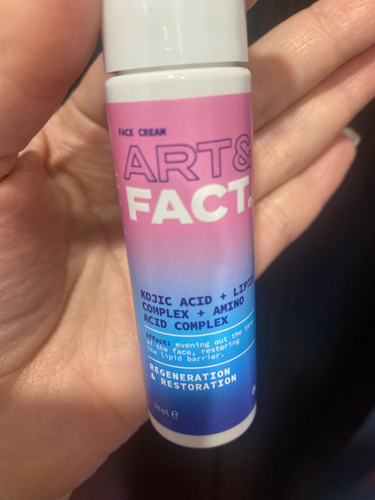 FACE CREAM
ART&
FACT.
KOJIC ACID + LIPID
COMPLEX + AMINO
ACID COMPLEX
Effect: evening out the tone
of the face, restoring
the lipid barrier.
REGENERATION
& RESTORATION